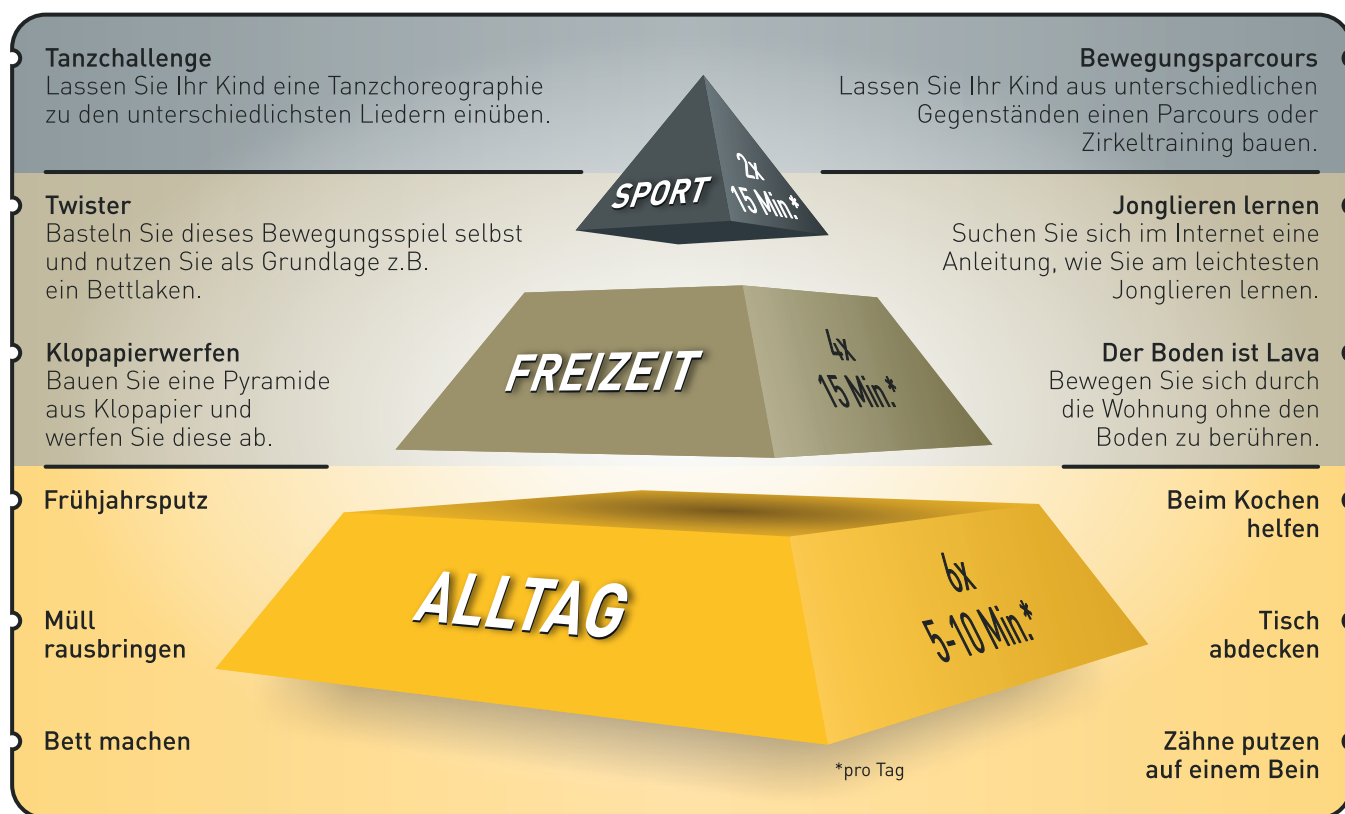 Tanzchallenge
Lassen Sie Ihr Kind eine Tanzchoreographie
zu den unterschiedlichsten Liedern einüben.
Bewegungsparcours
Lassen Sie Ihr Kind aus unterschiedlichen
Gegenständen einen Parcours oder
Zirkeltraining bauen.
SPORT
2x
15 Min.*
Twister
Basteln Sie dieses Bewegungsspiel selbst
und nutzen Sie als Grundlage z.B.
ein Bettlaken.
Jonglieren lernen
Suchen Sie sich im Internet eine
Anleitung, wie Sie am leichtesten
Jonglieren lernen.
Klopapierwerfen
Bauen Sie eine Pyramide
aus Klopapier und
werfen Sie diese ab.
FREIZEIT
4x
15 Min.*
Der Boden ist Lava
Bewegen Sie sich durch
die Wohnung ohne den
Boden zu berühren.
Frühjahrsputz
Müll
rausbringen
Bett machen
ALLTAG
6x
5-10 Min.*
Beim Kochen
helfen
Tisch
abdecken
Zähne putzen
auf einem Bein
*pro Tag